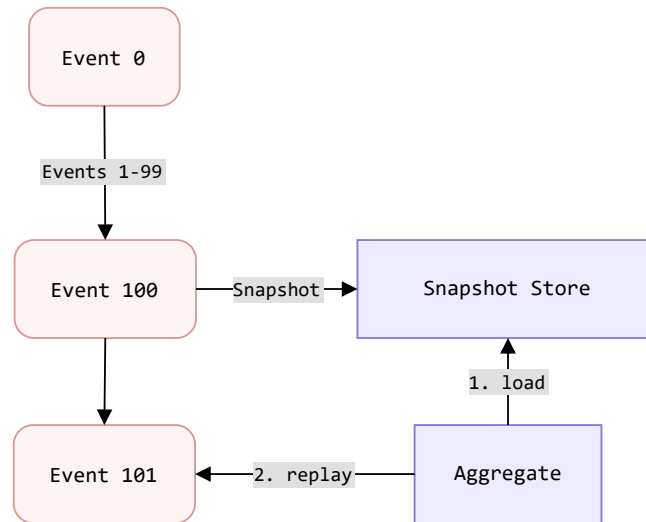 Event 0
Events 1-99
Event 100
Snapshot
Snapshot Store
1. load
Event 101
2. replay
Aggregate